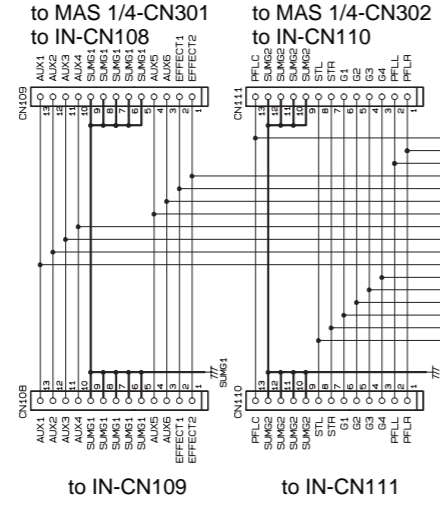 to MAS 1/4-CN301
to IN-CN108
to MAS 1/4-CN302
to IN-CN110
AUX1
AUX2
AUX3
AUX4
SUMG1
SUMG1
SUMG1
SUMG1
SUMG1
AUX5
AUX6
EFFECT1
EFFECT2
CN109
13
12
11
10
9
8
7
6
5
4
3
2
1
PFLC
SUMG2
SUMG2
SUMG2
SUMG2
STL
STR
G1
G2
G3
G4
PFLL
PFLR
CN111
13
12
11
10
9
8
7
6
5
4
3
2
1
SUMG1
CN108
13
12
11
10
9
8
7
6
5
4
3
2
1
AUX1
AUX2
AUX3
AUX4
SUMG1
SUMG1
SUMG1
SUMG1
SUMG1
AUX5
AUX6
EFFECT1
EFFECT2
CN110
13
12
11
10
9
8
7
6
5
4
3
2
1
PFLC
SUMG2
SUMG2
SUMG2
SUMG2
STL
STR
G1
G2
G3
G4
PFLL
PFLR
to IN-CN109
to IN-CN111